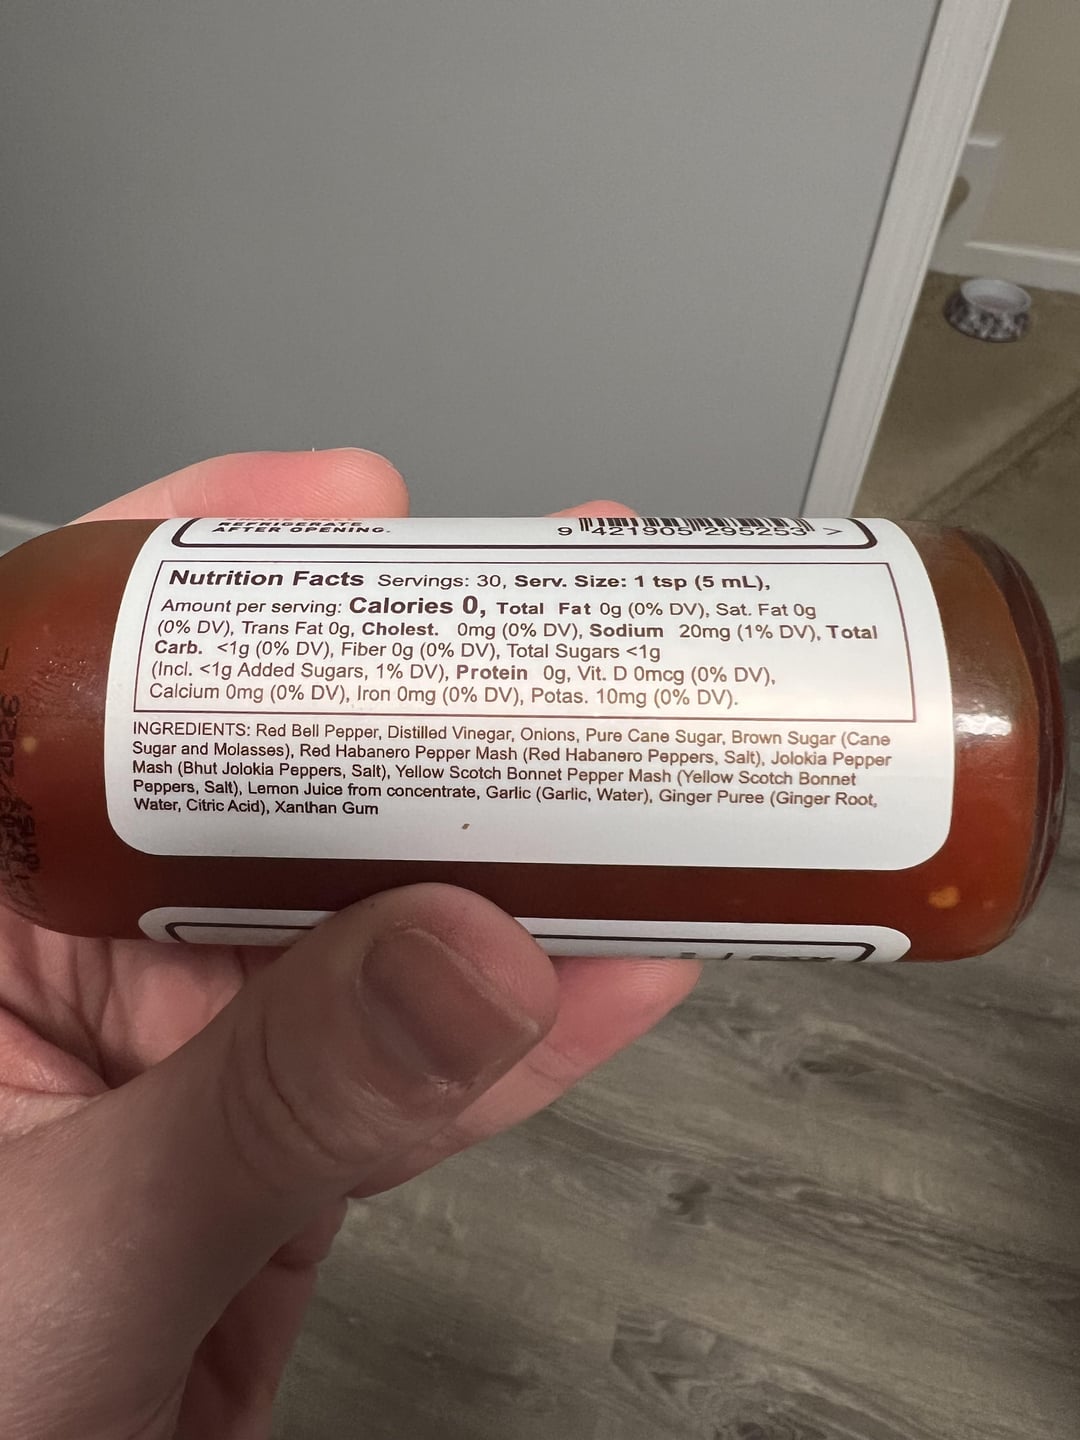 REFRIGERATE
AFTER OPENING.
9 421905 295253 >
Nutrition Facts Servings: 30, Serv. Size: 1 tsp (5 mL),
Amount per serving: Calories 0, Total Fat 0g (0% DV), Sat. Fat 0g
(0% DV), Trans Fat 0g, Cholest. 0mg (0% DV), Sodium 20mg (1% DV), Total
Carb. <1g (0% DV), Fiber 0g (0% DV), Total Sugars <1g
(Incl. <1g Added Sugars, 1% DV), Protein 0g, Vit. D 0mcg (0% DV),
Calcium 0mg (0% DV), Iron 0mg (0% DV), Potas. 10mg (0% DV).
INGREDIENTS: Red Bell Pepper, Distilled Vinegar, Onions, Pure Cane Sugar, Brown Sugar (Cane
Sugar and Molasses), Red Habanero Pepper Mash (Red Habanero Peppers, Salt), Jolokia Pepper
Mash (Bhut Jolokia Peppers, Salt), Yellow Scotch Bonnet Pepper Mash (Yellow Scotch Bonnet
Peppers, Salt), Lemon Juice from concentrate, Garlic (Garlic, Water), Ginger Puree (Ginger Root,
Water, Citric Acid), Xanthan Gum